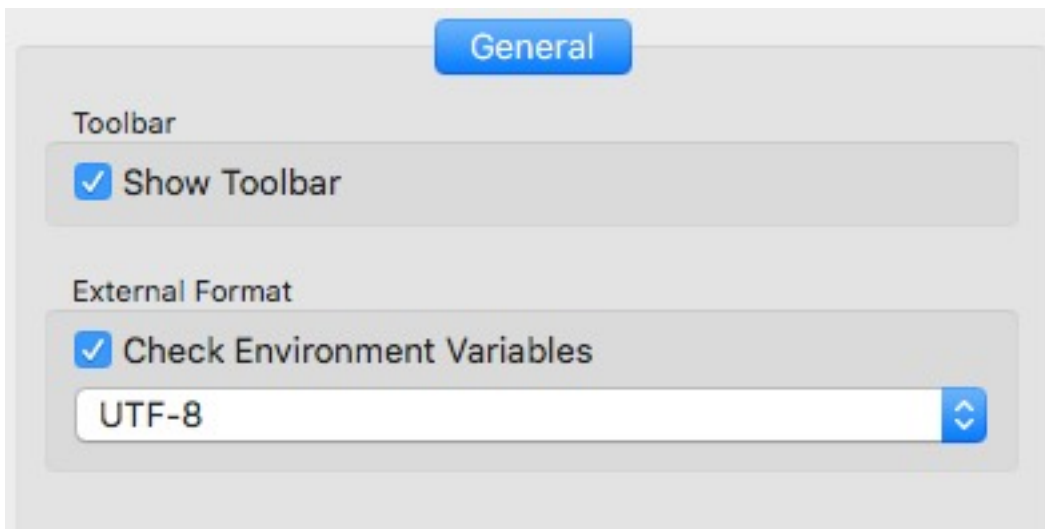 General
Toolbar
Show Toolbar
External Format
Check Environment Variables
UTF-8